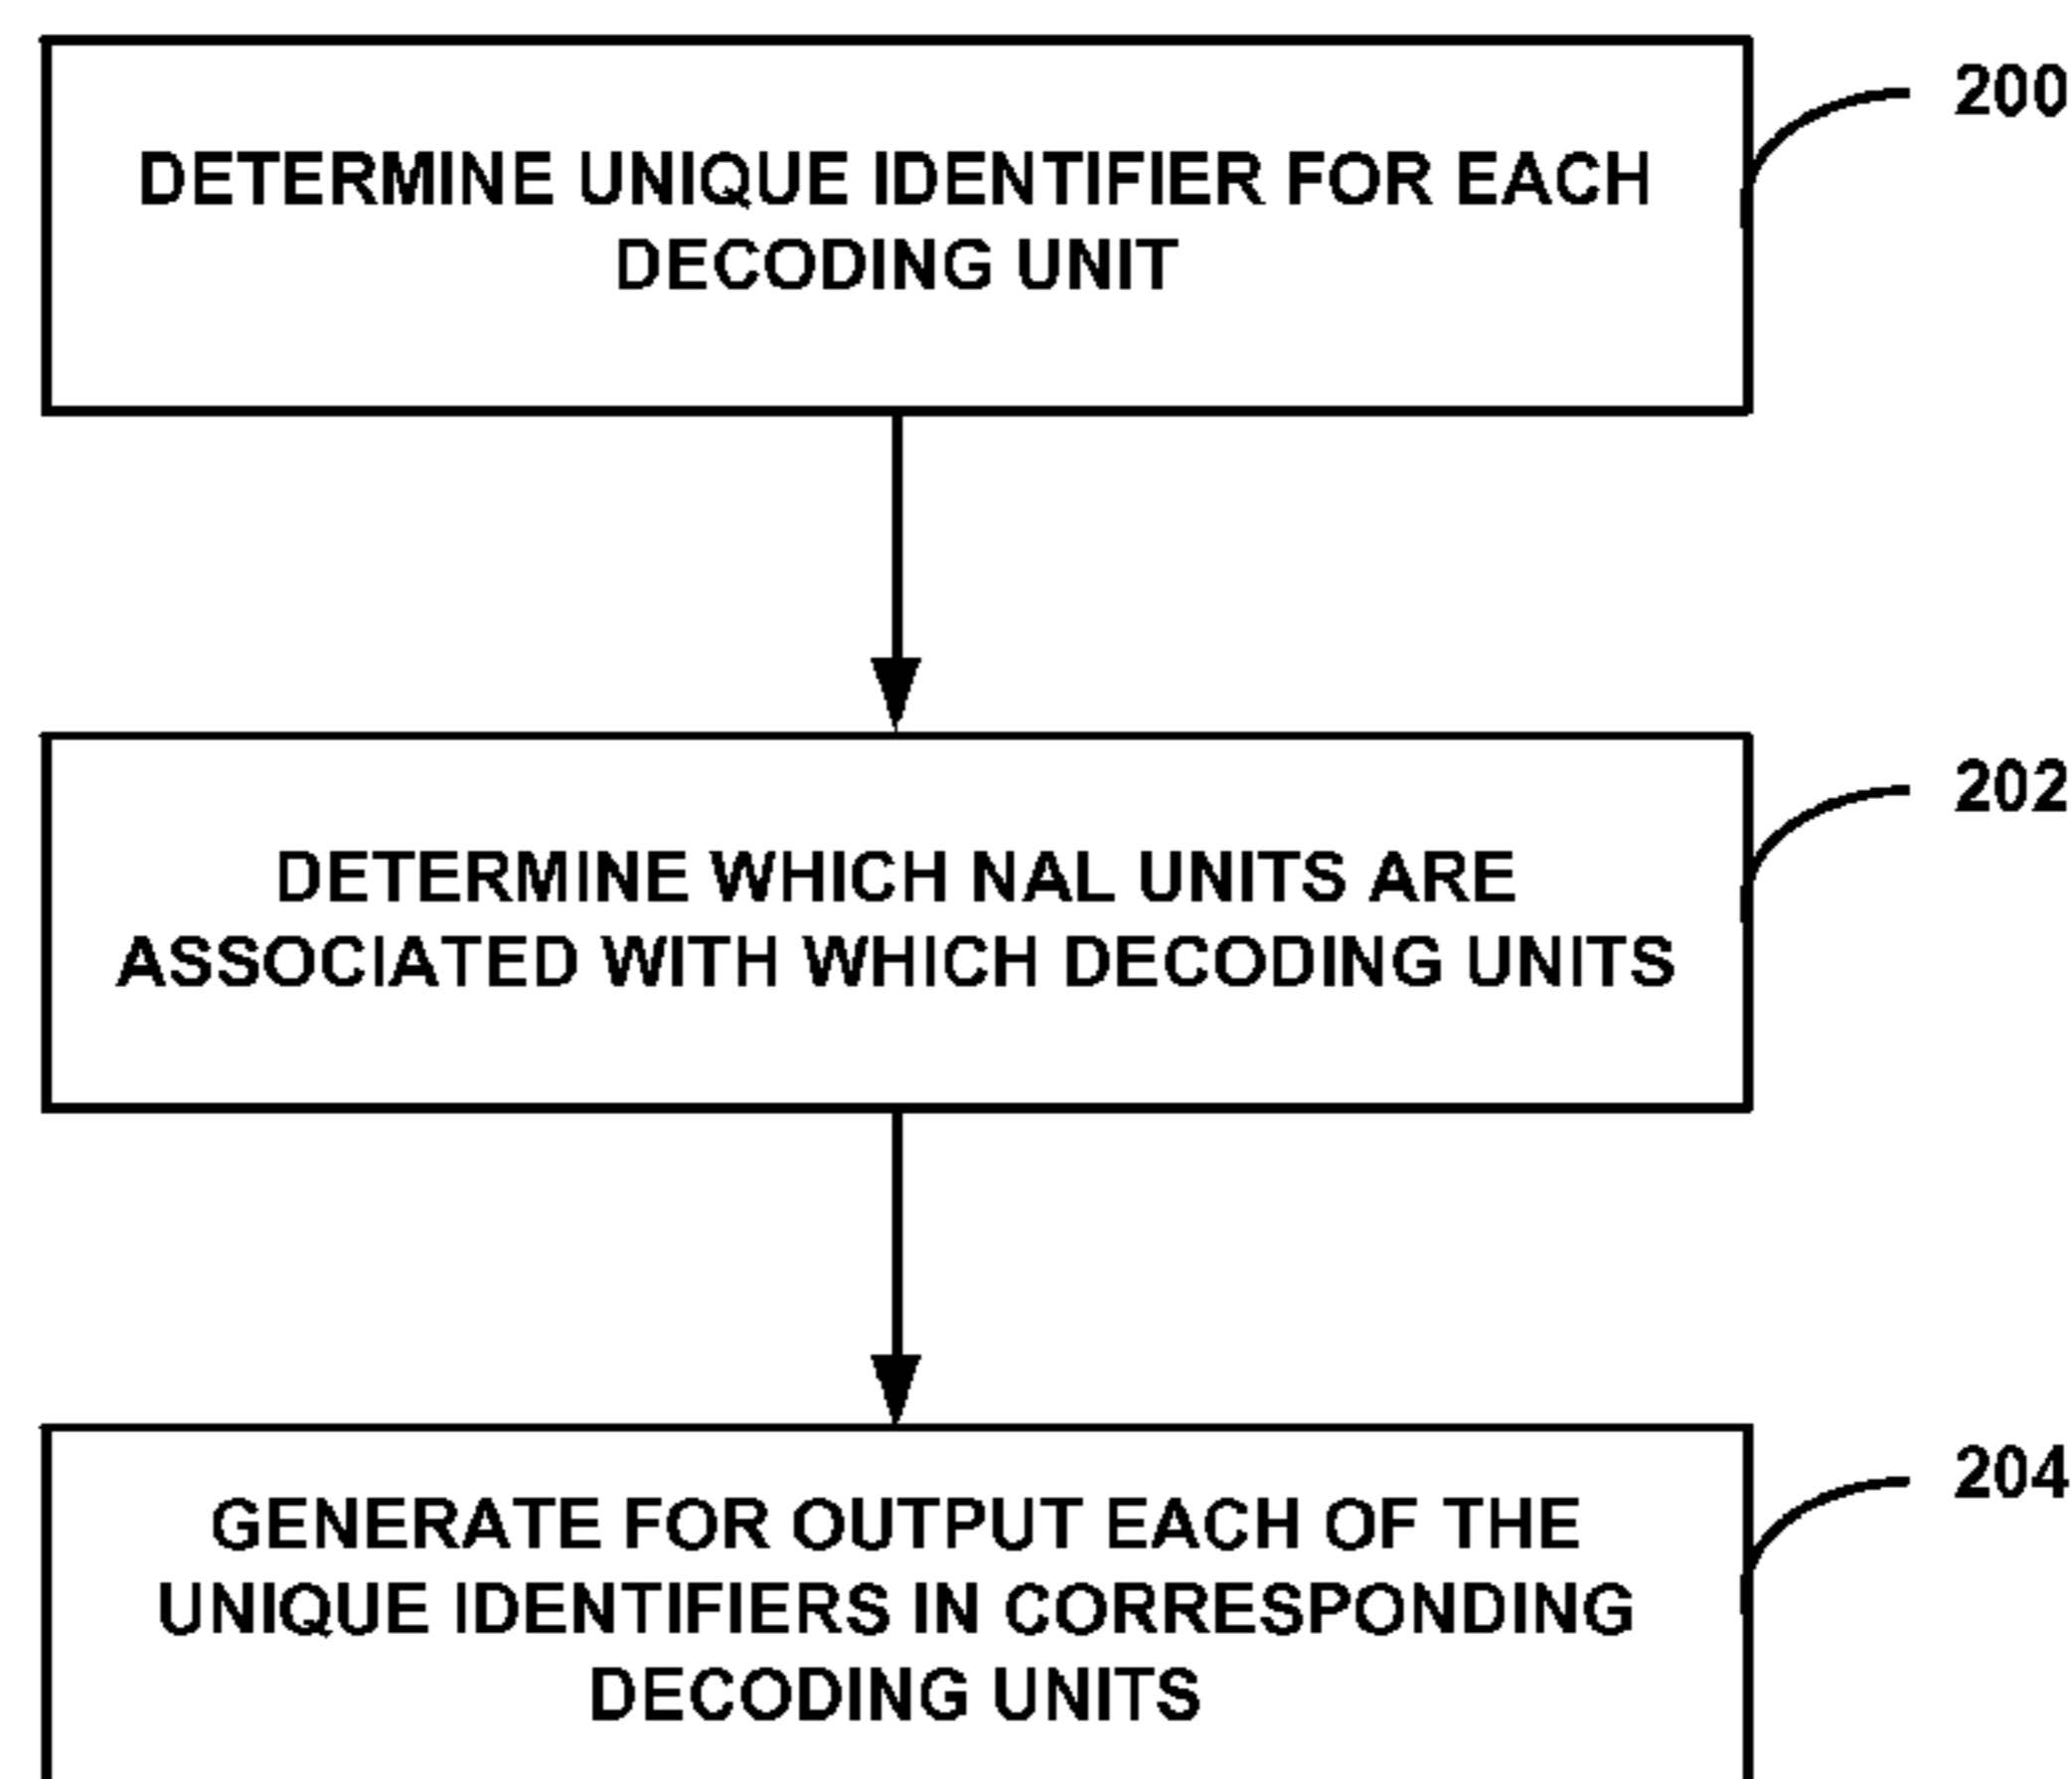 200
DETERMINE UNIQUE IDENTIFIER FOR EACH
DECODING UNIT
202
DETERMINE WHICH NAL UNITS ARE
ASSOCIATED WITH WHICH DECODING UNITS
204
GENERATE FOR OUTPUT EACH OF THE
UNIQUE IDENTIFIERS IN CORRESPONDING
DECODING UNITS